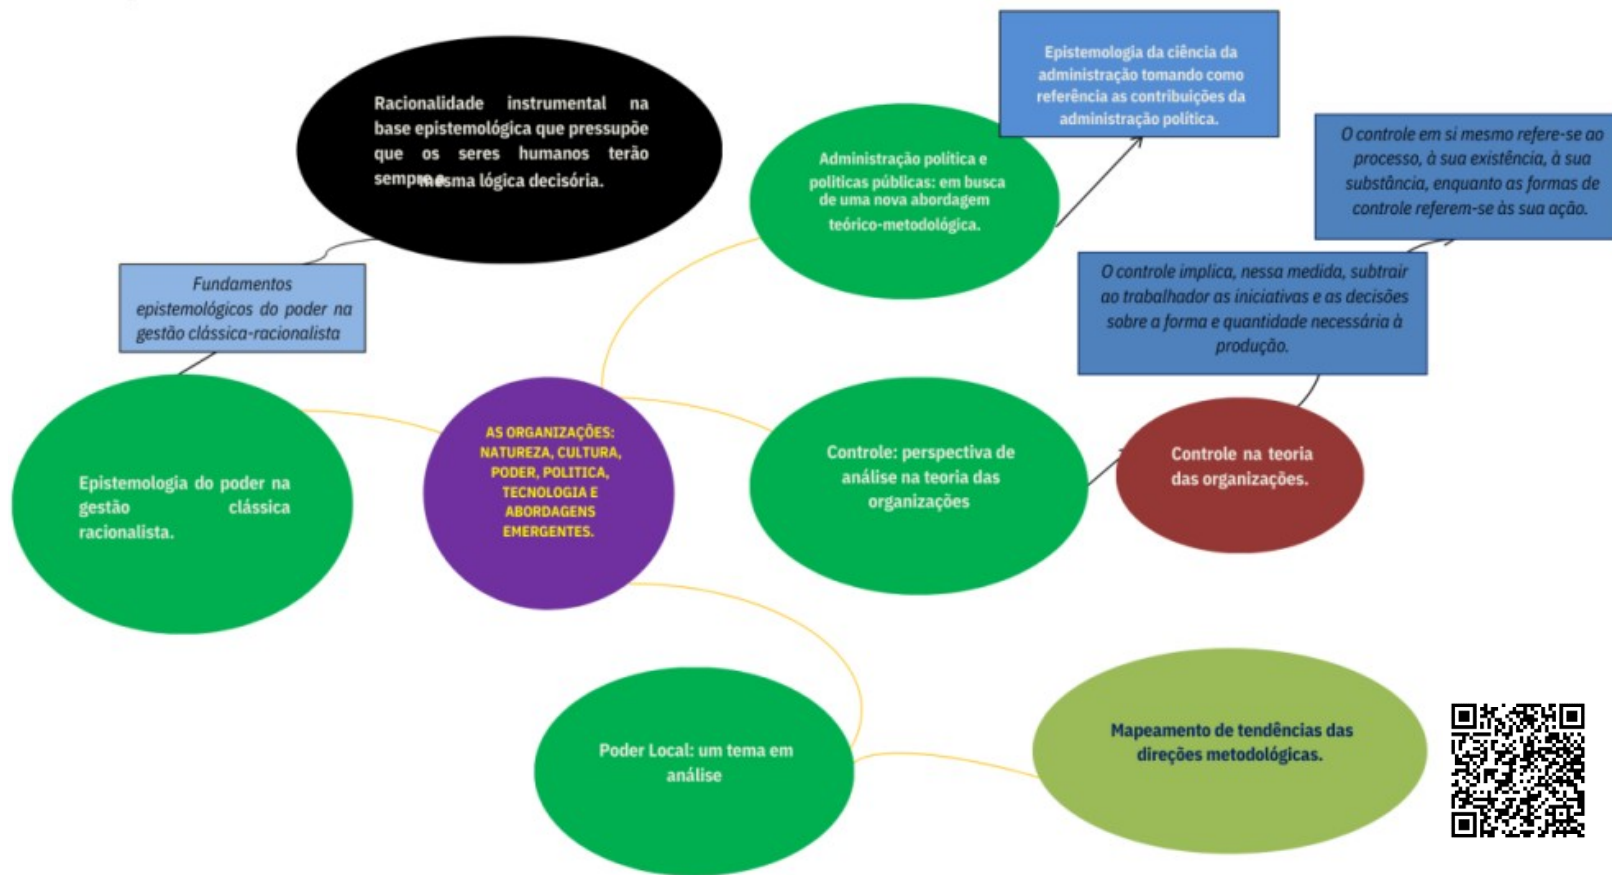 Racionalidade instrumental na
base epistemológica que pressupõe
que os seres humanos terão
sempre a
mesma lógica decisória.
Fundamentos
epistemológicos do poder na
gestão clássica-racionalista
Epistemologia do poder na
gestão clássica
racionalista.
AS ORGANIZAÇÕES:
NATUREZA, CULTURA,
PODER, POLITICA,
TECNOLOGIA E
ABORDAGENS
EMERGENTES.
Administração política e
politicas públicas: em busca
de uma nova abordagem
teórico-metodológica.
Epistemologia da ciência da
administração tomando como
referência as contribuições da
administração política.
Controle: perspectiva de
análise na teoria das
organizações
Controle na teoria
das organizações.
O controle implica, nessa medida, subtrair
ao trabalhador as iniciativas e as decisões
sobre a forma e quantidade necessária à
produção.
O controle em si mesmo refere-se ao
processo, à sua existência, à sua
substância, enquanto as formas de
controle referem-se às sua ação.
Poder Local: um tema em
análise
Mapeamento de tendências das
direções metodológicas.